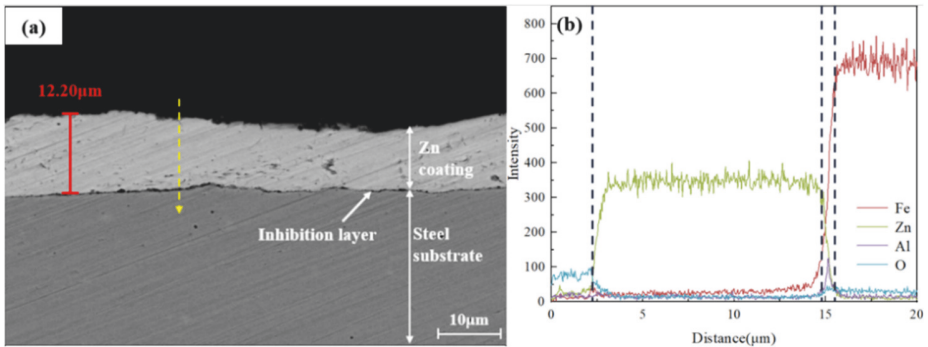 (a)
12.20μm
Zn
coating
Inhibition layer
Steel
substrate
10μm
(b)
800
700
600
500
400
300
200
100
0
Intensity
Fe
Zn
Al
O
0
5
10
15
20
Distance(μm)